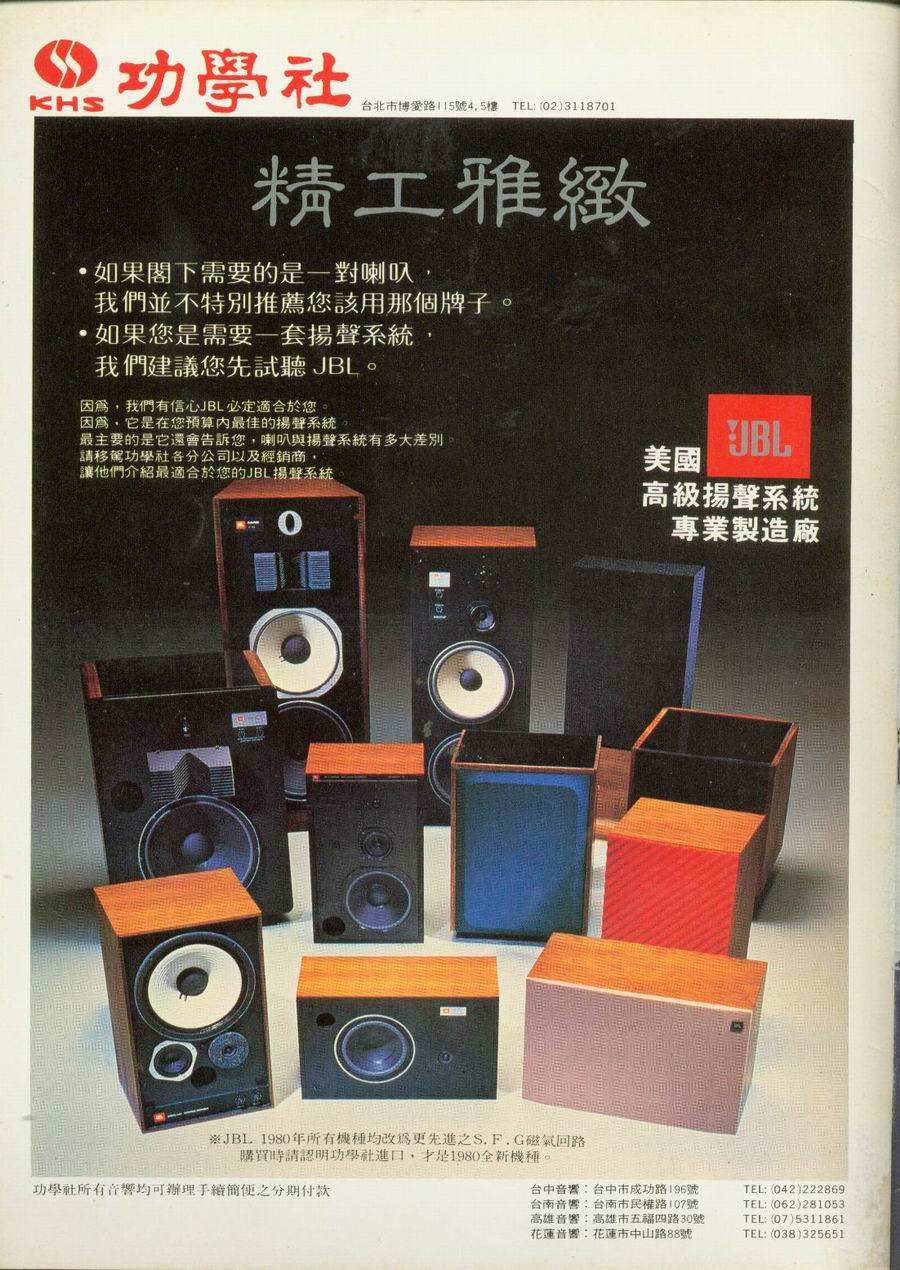 KHS 功學社 台北市博愛路115號4,5樓 TEL:(02)3118701
精工雅緻
•如果閣下需要的是一對喇叭，
我們並不特別推薦您該用那個牌子。
•如果您是需要一套揚聲系統，
我們建議您先試聽 JBL。
因爲，我們有信心JBL必定適合於您。
因爲，它是在您預算內最佳的揚聲系統。
最主要的是它還會告訴您，喇叭與揚聲系統有多大差別。
請移駕功學社各分公司以及經銷商，
讓他們介紹最適合於您的JBL揚聲系統。
美國 JBL
高級揚聲系統
專業製造廠
※JBL 1980年所有機種均改爲更先進之S.F.G磁氣回路
購買時請認明功學社進口，才是1980全新機種。
功學社所有音響均可辦理手續簡便之分期付款
台中音響：台中市成功路196號 TEL:(042)222869
台南音響：台南市民權路107號 TEL:(062)281053
高雄音響：高雄市五福四路30號 TEL:(07)5311861
花蓮音響：花蓮市中山路88號 TEL:(038)325651